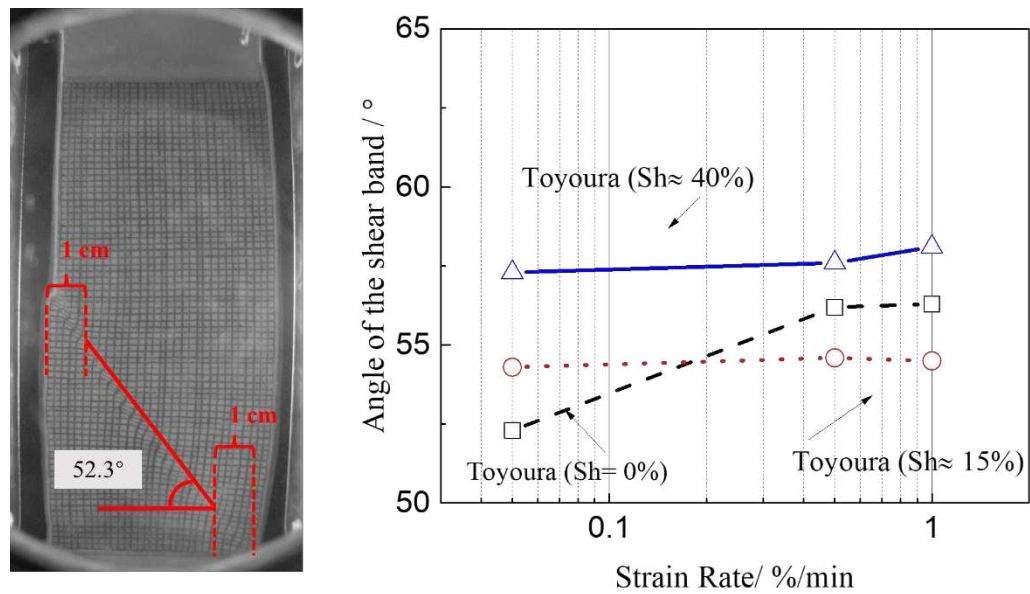 1 cm
1 cm
52.3°
65
60
55
50
Angle of the shear band / °
Toyoura (Sh≈ 40%)
Toyoura (Sh= 0%)
Toyoura (Sh≈ 15%)
0.1
1
Strain Rate/ %/min